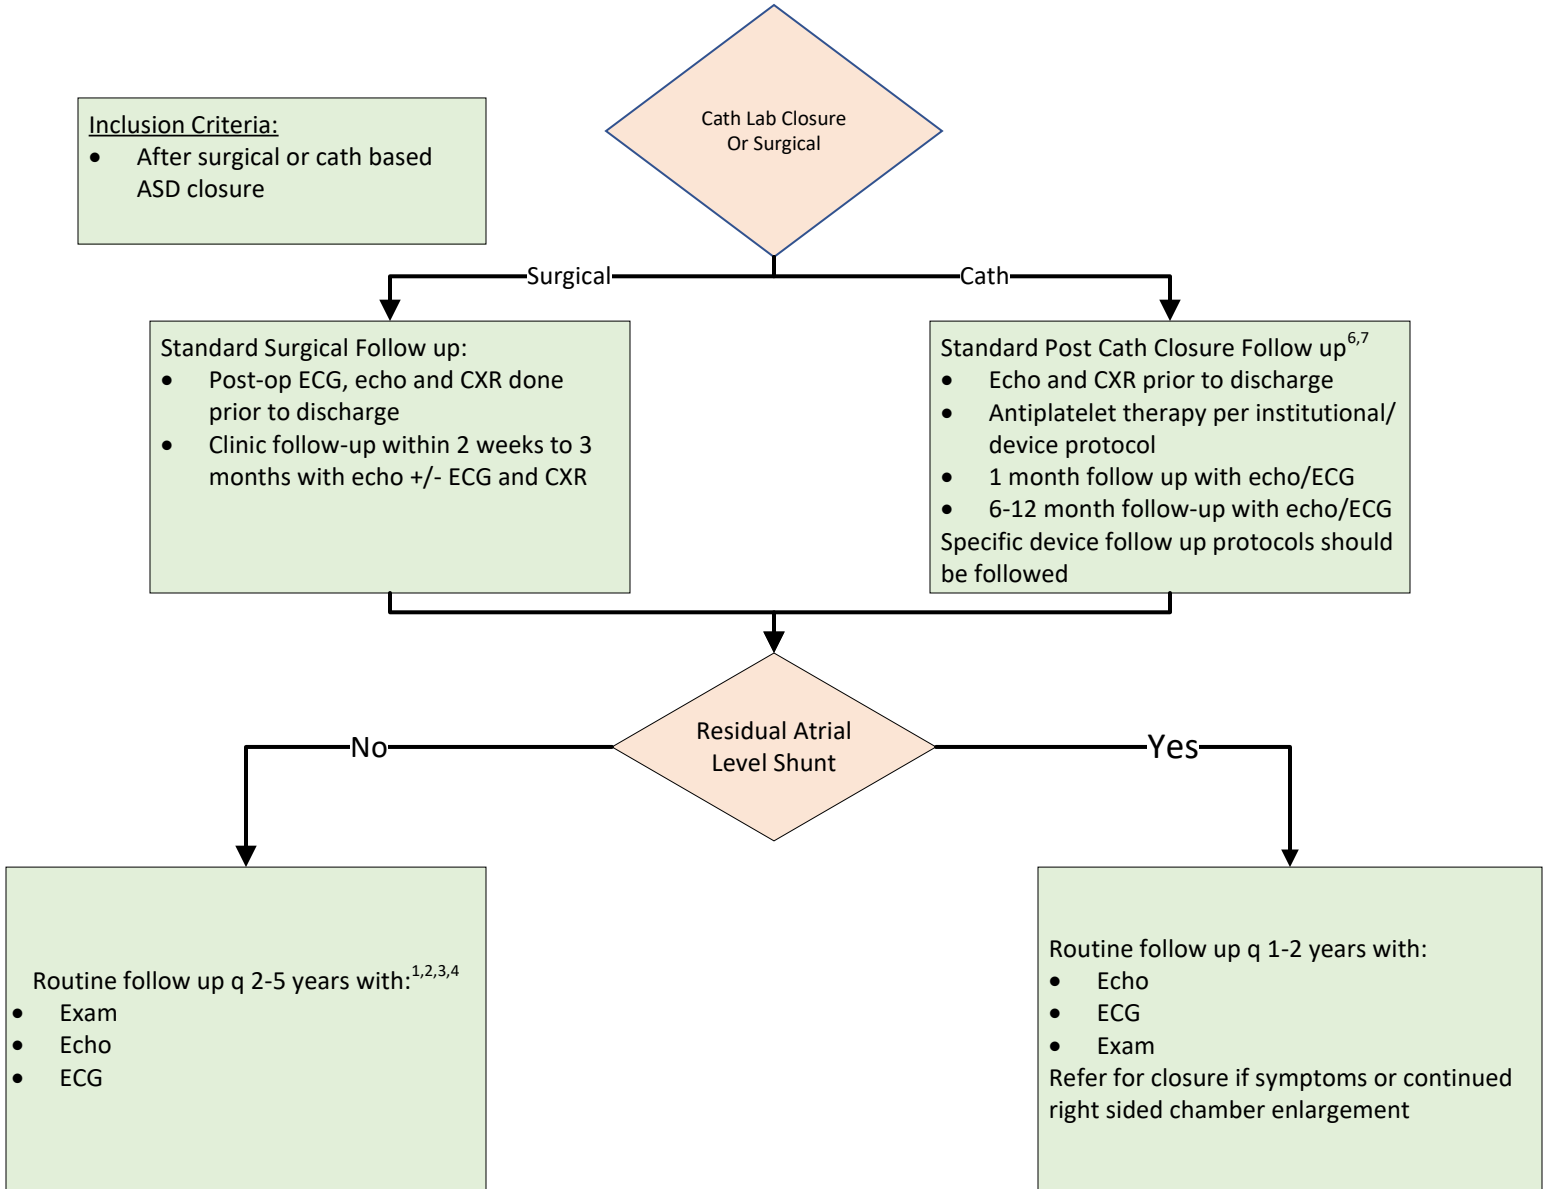 Cath Lab Closure
Or Surgical
Inclusion Criteria:
• After surgical or cath based
ASD closure
Surgical
Cath
Standard Surgical Follow up:
• Post-op ECG, echo and CXR done
prior to discharge
• Clinic follow-up within 2 weeks to 3
months with echo +/- ECG and CXR
Standard Post Cath Closure Follow up6,7
• Echo and CXR prior to discharge
• Antiplatelet therapy per institutional/
device protocol
• 1 month follow up with echo/ECG
• 6-12 month follow-up with echo/ECG
Specific device follow up protocols should
be followed
Residual Atrial
Level Shunt
No
Yes
Routine follow up q 2-5 years with:1,2,3,4
• Exam
• Echo
• ECG
Routine follow up q 1-2 years with:
• Echo
• ECG
• Exam
Refer for closure if symptoms or continued
right sided chamber enlargement